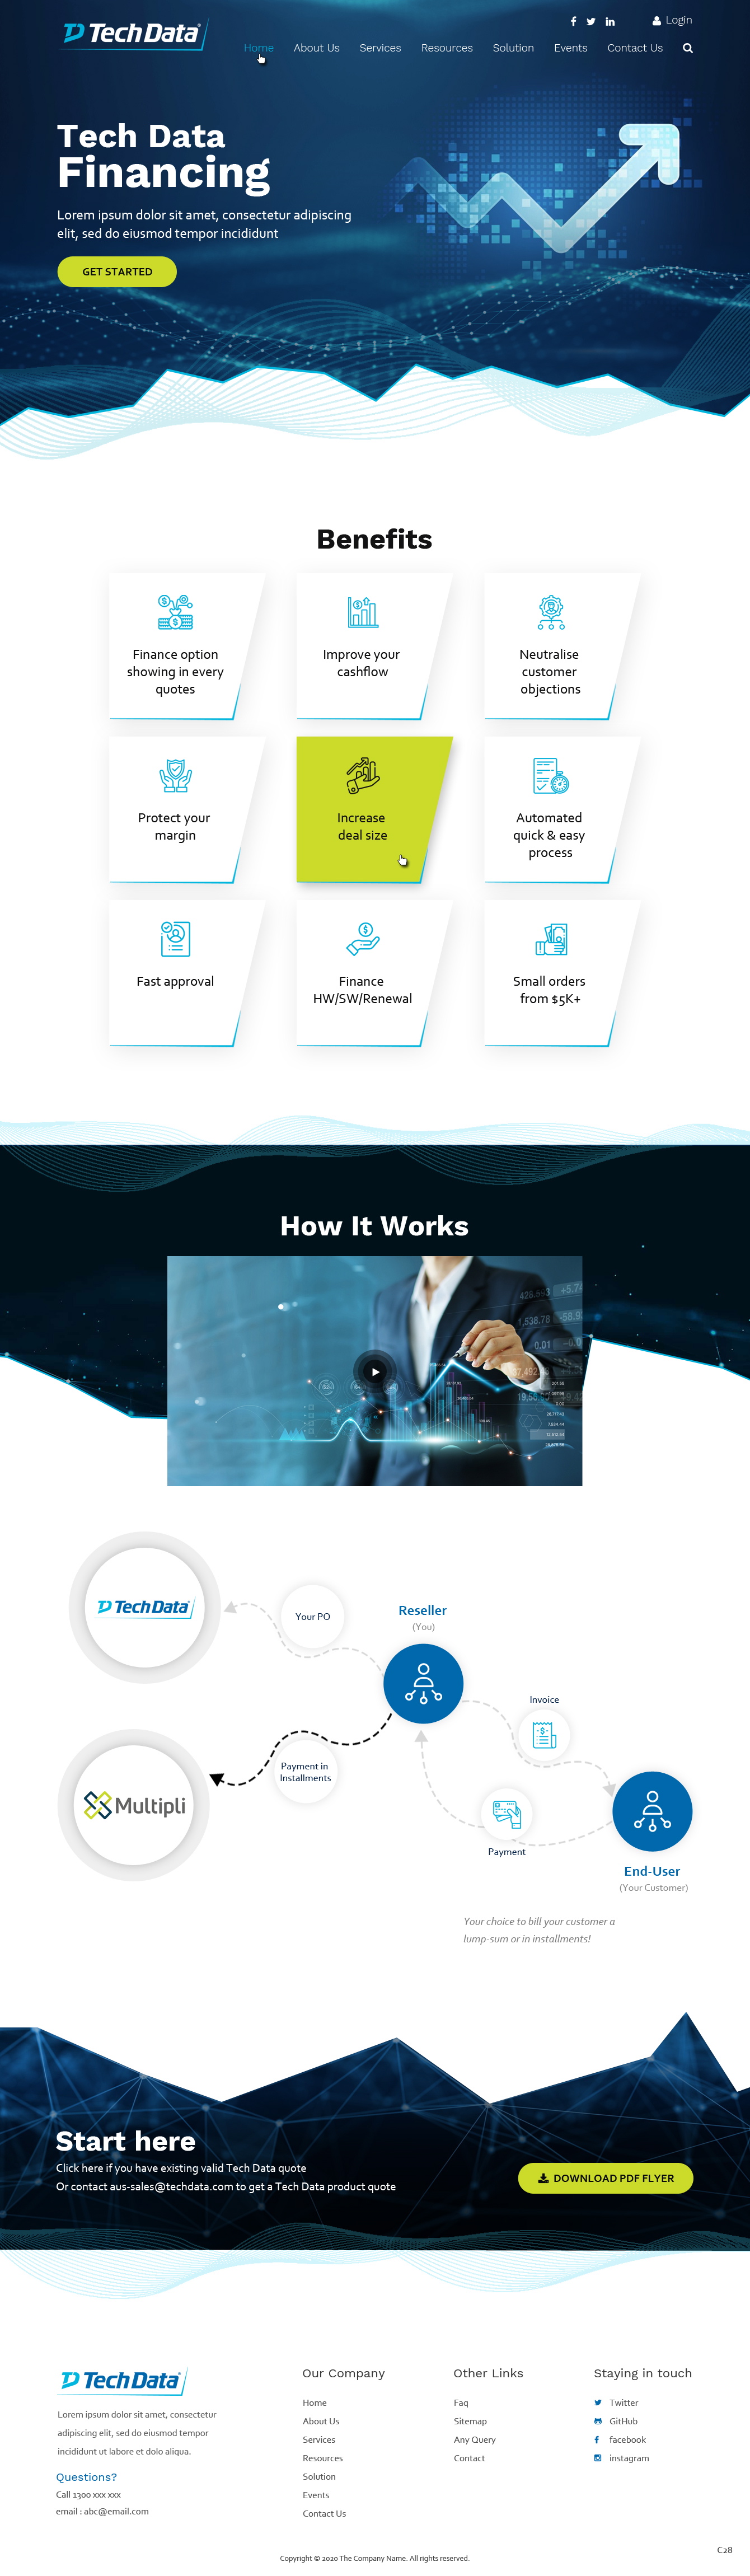 Tech Data
Login
Home About Us Services Resources Solution Events Contact Us
Tech Data
Financing
Lorem ipsum dolor sit amet, consectetur adipiscing
elit, sed do eiusmod tempor incididunt
GET STARTED
Benefits
Finance option
showing in every
quotes
Improve your
cashflow
Neutralise
customer
objections
Protect your
margin
Increase
deal size
Automated
quick & easy
process
Fast approval
Finance
HW/SW/Renewal
Small orders
from $5K+
How It Works
Tech Data
Your PO
Reseller
(You)
Invoice
Payment in
Installments
Multipli
Payment
End-User
(Your Customer)
Your choice to bill your customer a
lump-sum or in installments!
Start here
Click here if you have existing valid Tech Data quote
Or contact aus-sales@techdata.com to get a Tech Data product quote
DOWNLOAD PDF FLYER
Tech Data
Lorem ipsum dolor sit amet, consectetur
adipiscing elit, sed do eiusmod tempor
incididunt ut labore et dolo aliqua.
Questions?
Call 1300 xxx xxx
email : abc@email.com
Our Company
Home
About Us
Services
Resources
Solution
Events
Contact Us
Other Links
Faq
Sitemap
Any Query
Contact
Staying in touch
Twitter
GitHub
facebook
instagram
C28
Copyright © 2020 The Company Name. All rights reserved.